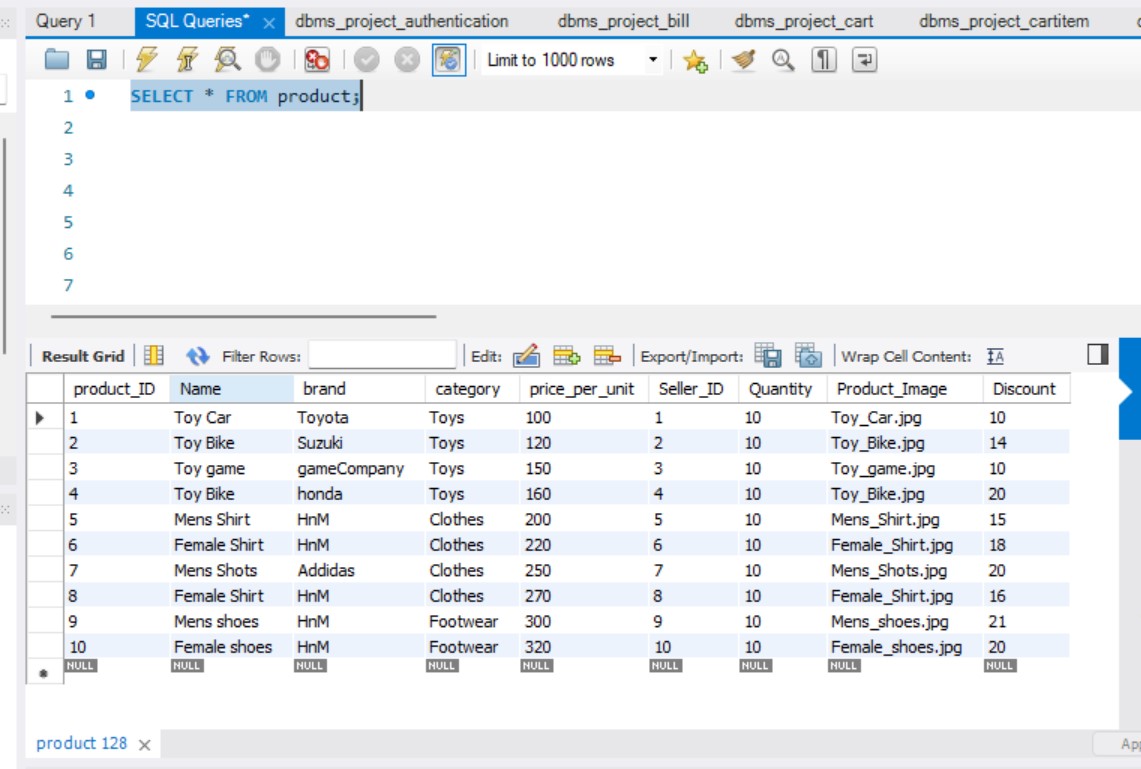 Query 1 SQL Queries* dbms_project_authentication dbms_project_bill dbms_project_cart dbms_project_cartitem
Limit to 1000 rows
1 SELECT * FROM product;
2
3
4
5
6
7
Result Grid Filter Rows: Edit: Export/Import: Wrap Cell Content:
product_ID Name brand category price_per_unit Seller_ID Quantity Product_Image Discount
1 Toy Car Toyota Toys 100 1 10 Toy_Car.jpg 10
2 Toy Bike Suzuki Toys 120 2 10 Toy_Bike.jpg 14
3 Toy game gameCompany Toys 150 3 10 Toy_game.jpg 10
4 Toy Bike honda Toys 160 4 10 Toy_Bike.jpg 20
5 Mens Shirt HnM Clothes 200 5 10 Mens_Shirt.jpg 15
6 Female Shirt HnM Clothes 220 6 10 Female_Shirt.jpg 18
7 Mens Shots Addidas Clothes 250 7 10 Mens_Shots.jpg 20
8 Female Shirt HnM Clothes 270 8 10 Female_Shirt.jpg 16
9 Mens shoes HnM Footwear 300 9 10 Mens_shoes.jpg 21
10 Female shoes HnM Footwear 320 10 10 Female_shoes.jpg 20
NULL NULL NULL NULL NULL NULL NULL NULL NULL
product 128